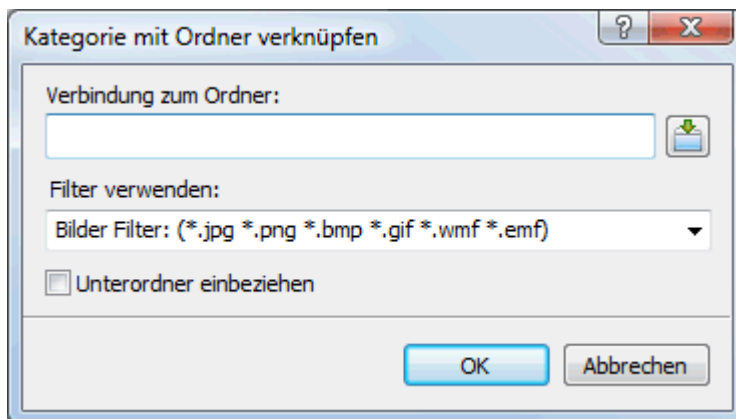 Kategorie mit Ordner verknüpfen
Verbindung zum Ordner:
Filter verwenden:
Bilder Filter: (*.jpg *.png *.bmp *.gif *.wmf *.emf)
Unterordner einbeziehen
OK
Abbrechen